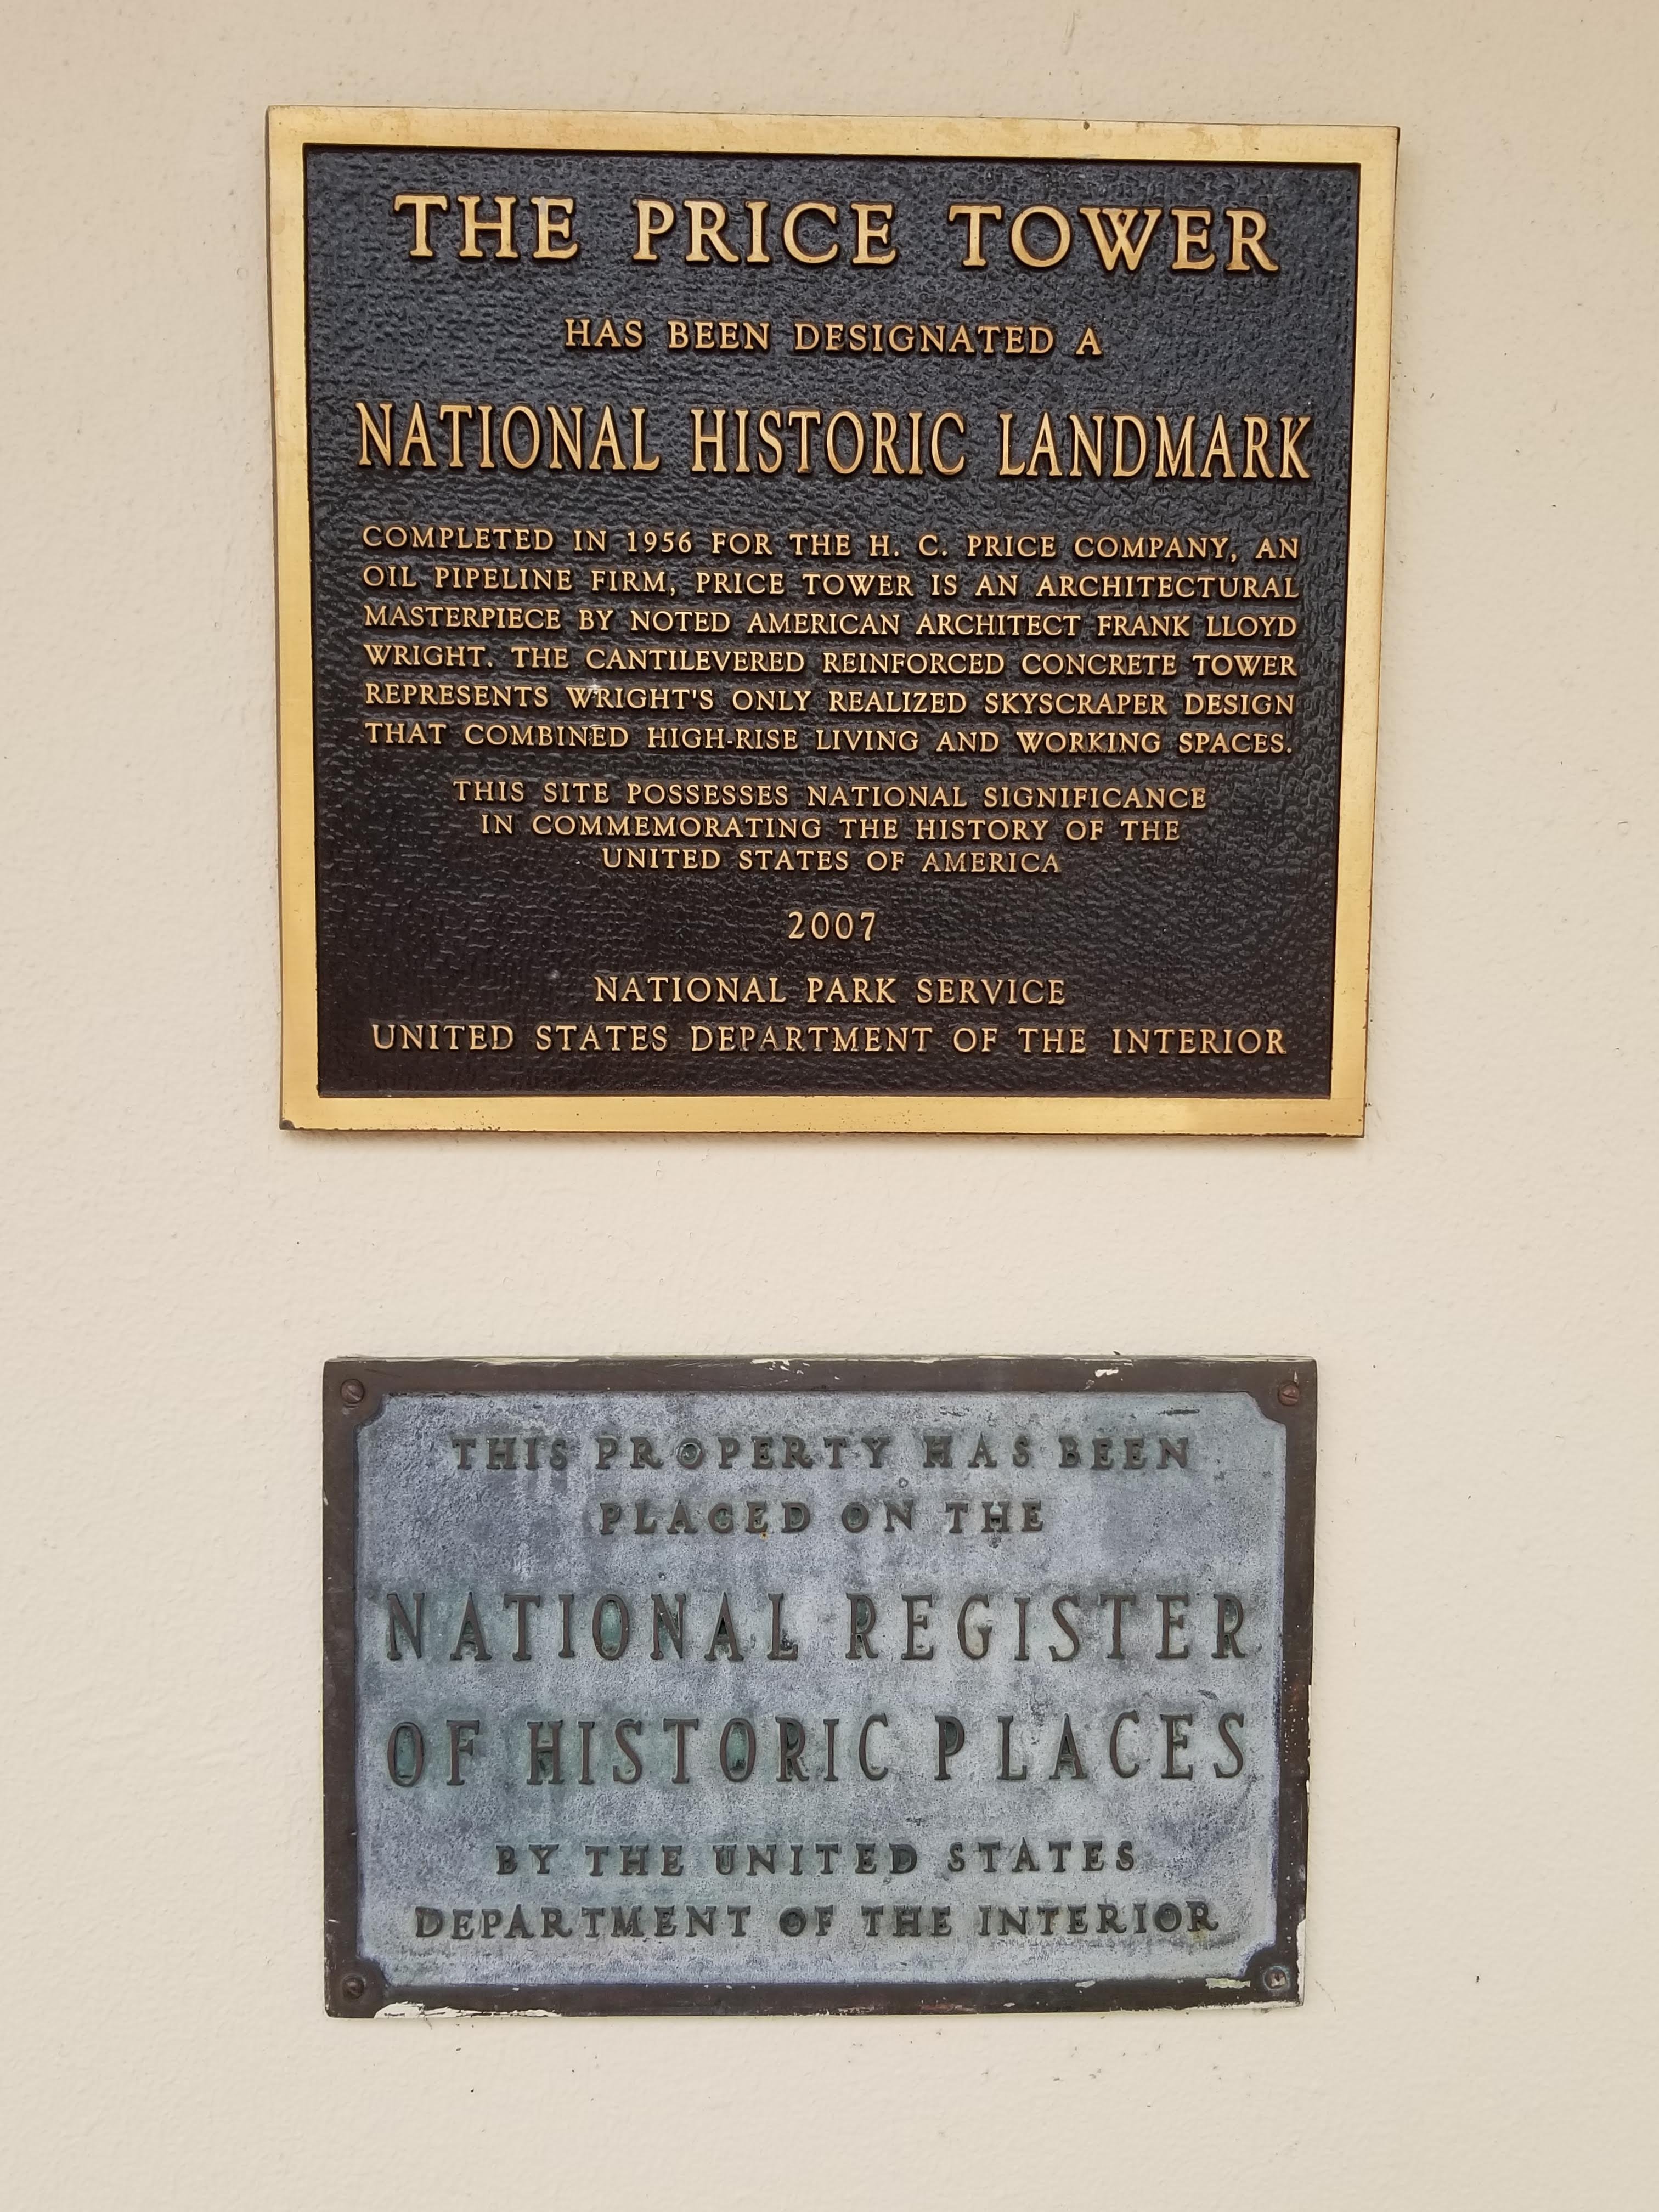 THE PRICE TOWER
HAS BEEN DESIGNATED A
NATIONAL HISTORIC LANDMARK
COMPLETED IN 1956 FOR THE H. C. PRICE COMPANY, AN
OIL PIPELINE FIRM, PRICE TOWER IS AN ARCHITECTURAL
MASTERPIECE BY NOTED AMERICAN ARCHITECT FRANK LLOYD
WRIGHT. THE CANTILEVERED REINFORCED CONCRETE TOWER
REPRESENTS WRIGHT'S ONLY REALIZED SKYSCRAPER DESIGN
THAT COMBINED HIGH-RISE LIVING AND WORKING SPACES.
THIS SITE POSSESSES NATIONAL SIGNIFICANCE
IN COMMEMORATING THE HISTORY OF THE
UNITED STATES OF AMERICA
2007
NATIONAL PARK SERVICE
UNITED STATES DEPARTMENT OF THE INTERIOR
THIS PROPERTY HAS BEEN
PLACED ON THE
NATIONAL REGISTER
OF HISTORIC PLACES
BY THE UNITED STATES
DEPARTMENT OF THE INTERIOR